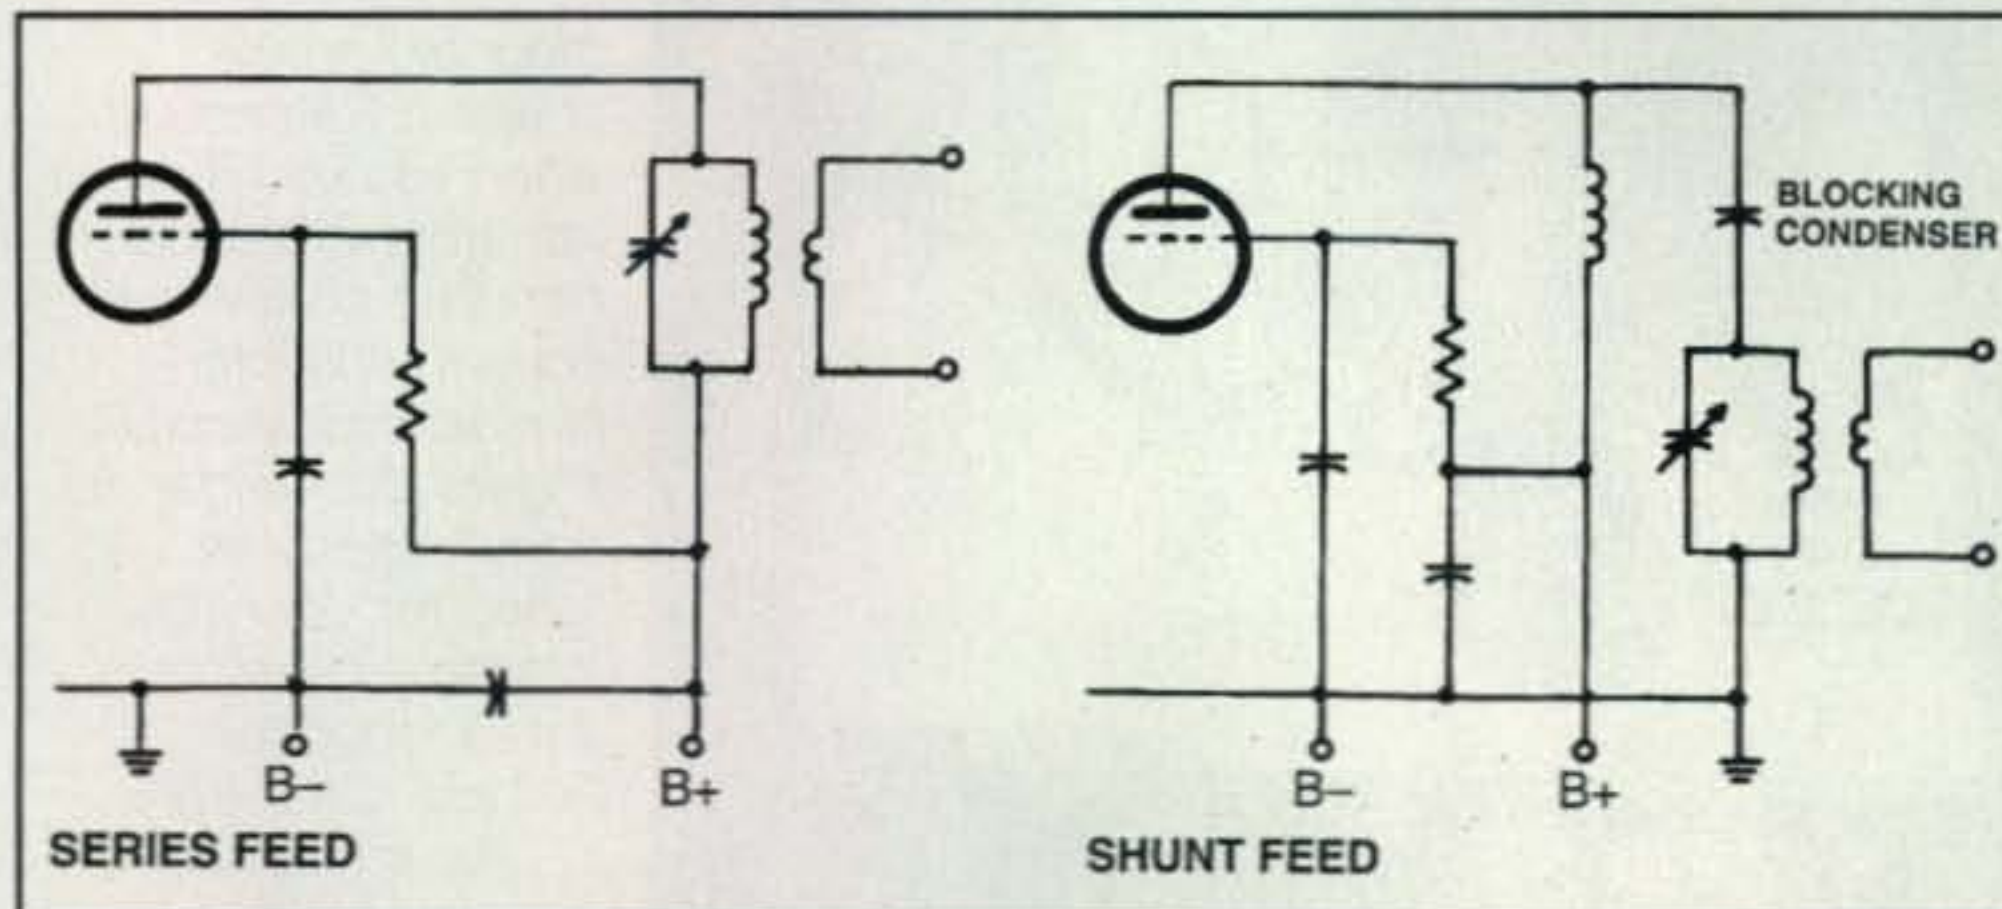 B–
B+
SERIES FEED
BLOCKING
CONDENSER
B–
B+
SHUNT FEED